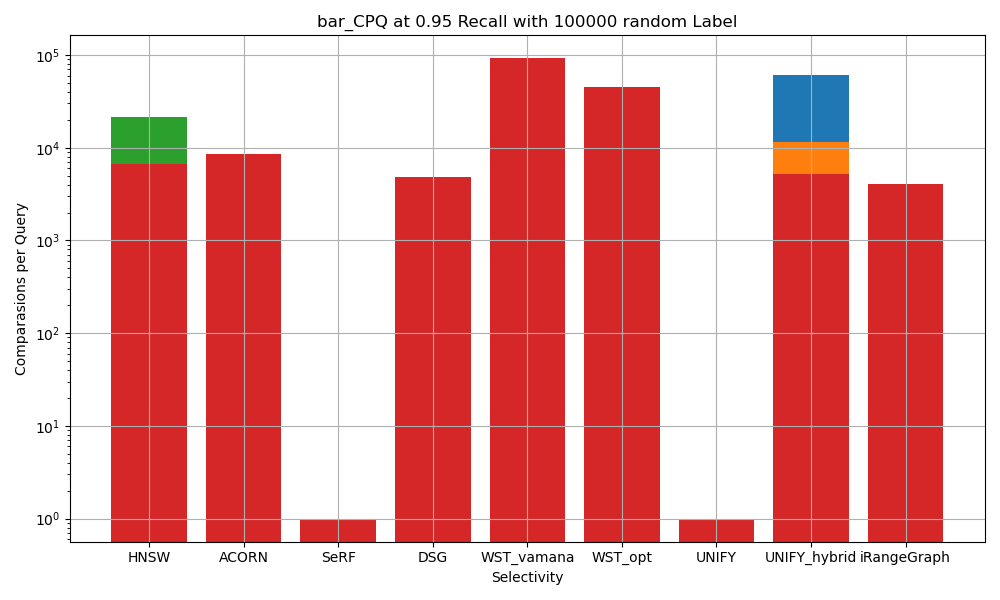 bar_CPQ at 0.95 Recall with 100000 random Label
Comparasions per Query
10^5
10^4
10^3
10^2
10^1
10^0
HNSW ACORN SeRF DSG WST_vamana WST_opt UNIFY UNIFY_hybrid iRangeGraph
Selectivity